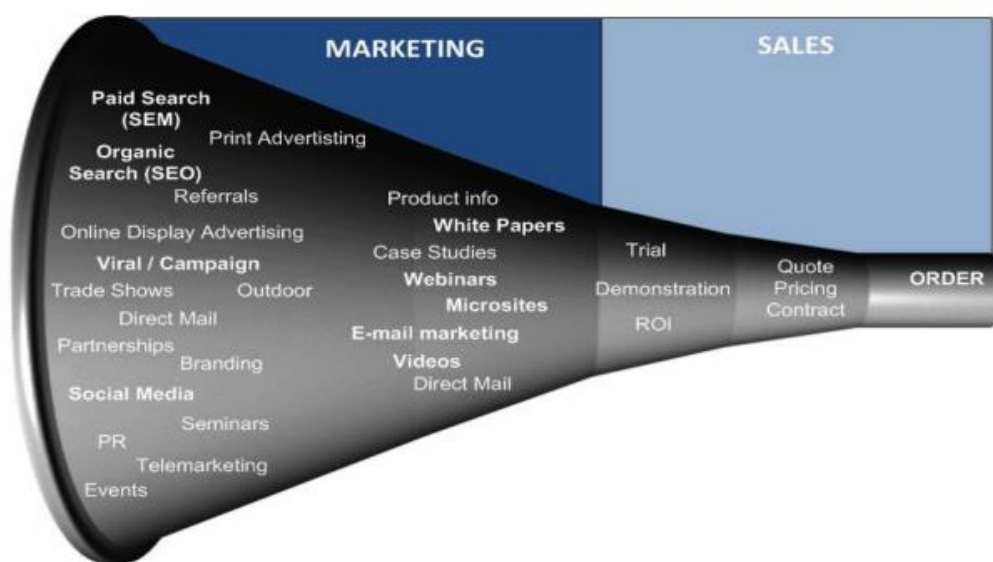 MARKETING
SALES
Paid Search
(SEM)
Print Advertisting
Organic
Search (SEO)
Referrals
Online Display Advertising
Viral / Campaign
Trade Shows
Outdoor
Direct Mail
Partnerships
Branding
Social Media
Seminars
PR
Telemarketing
Events
Product info
White Papers
Case Studies
Webinars
Microsites
E-mail marketing
Videos
Direct Mail
Trial
Demonstration
ROI
Quote
Pricing
Contract
ORDER